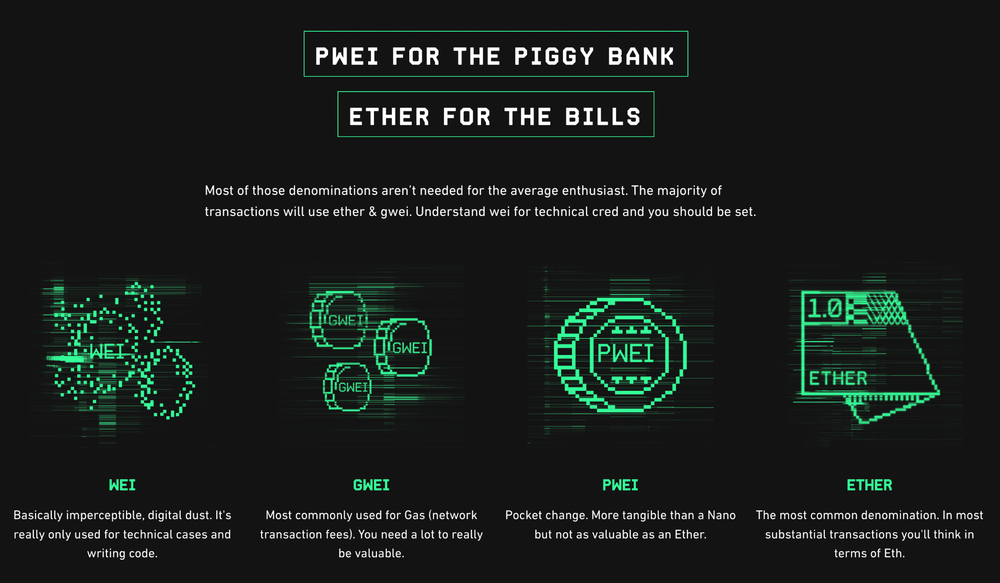 PWEI FOR THE PIGGY BANK
ETHER FOR THE BILLS
Most of those denominations aren’t needed for the average enthusiast. The majority of
transactions will use ether & gwei. Understand wei for technical cred and you should be set.
WEI
GWEI
GWEI
GWEI
PWEI
1.0
ETHER
WEI
Basically imperceptible, digital dust. It's
really only used for technical cases and
writing code.
GWEI
Most commonly used for Gas (network
transaction fees). You need a lot to really
be valuable.
PWEI
Pocket change. More tangible than a Nano
but not as valuable as an Ether.
ETHER
The most common denomination. In most
substantial transactions you'll think in
terms of Eth.